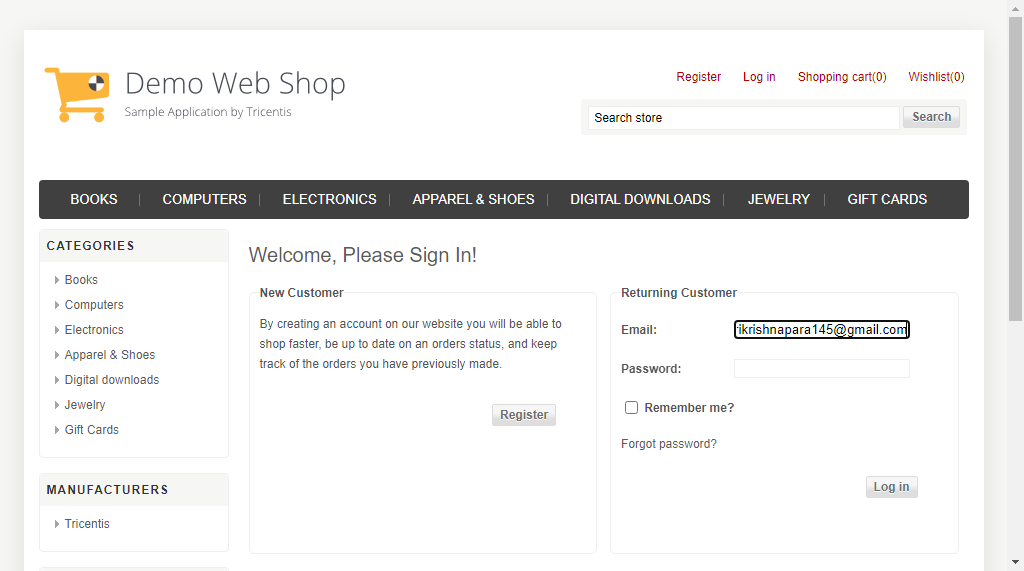 Demo Web Shop
Sample Application by Tricentis
Register
Log in
Shopping cart(0)
Wishlist(0)
Search store
Search
BOOKS
COMPUTERS
ELECTRONICS
APPAREL & SHOES
DIGITAL DOWNLOADS
JEWELRY
GIFT CARDS
CATEGORIES
Books
Computers
Electronics
Apparel & Shoes
Digital downloads
Jewelry
Gift Cards
MANUFACTURERS
Tricentis
Welcome, Please Sign In!
New Customer
By creating an account on our website you will be able to
shop faster, be up to date on an orders status, and keep
track of the orders you have previously made.
Register
Returning Customer
Email:
ikrishnapara145@gmail.com
Password:
Remember me?
Forgot password?
Log in